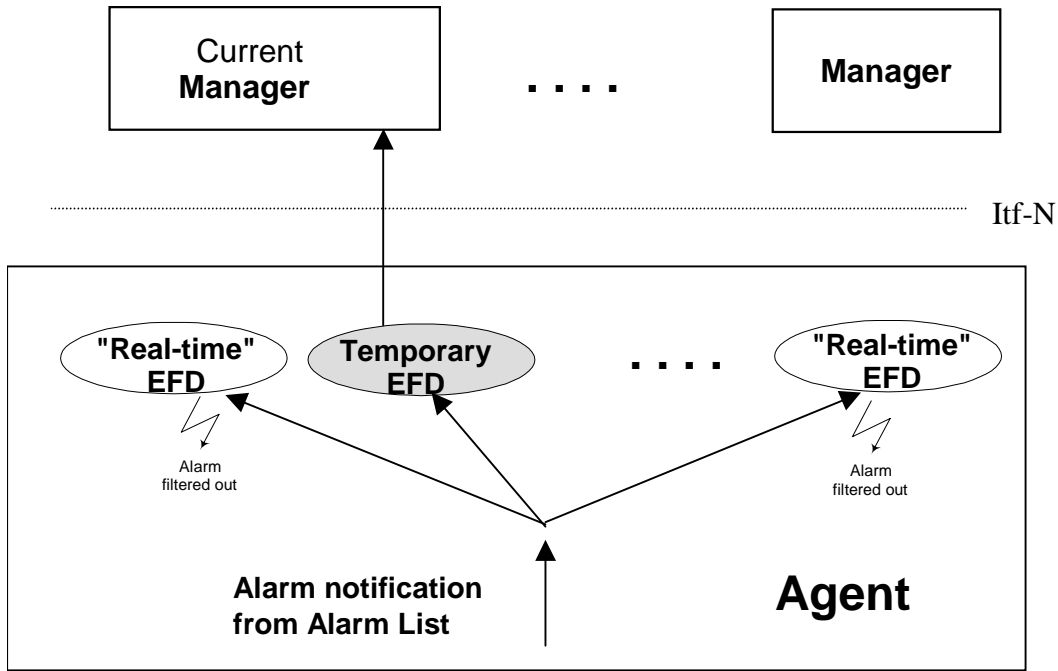 Current
Manager
. . . .
Manager
Itf-N
"Real-time"
EFD
Temporary
EFD
. . . .
"Real-time"
EFD
Alarm
filtered out
Alarm
filtered out
Alarm notification
from Alarm List
Agent